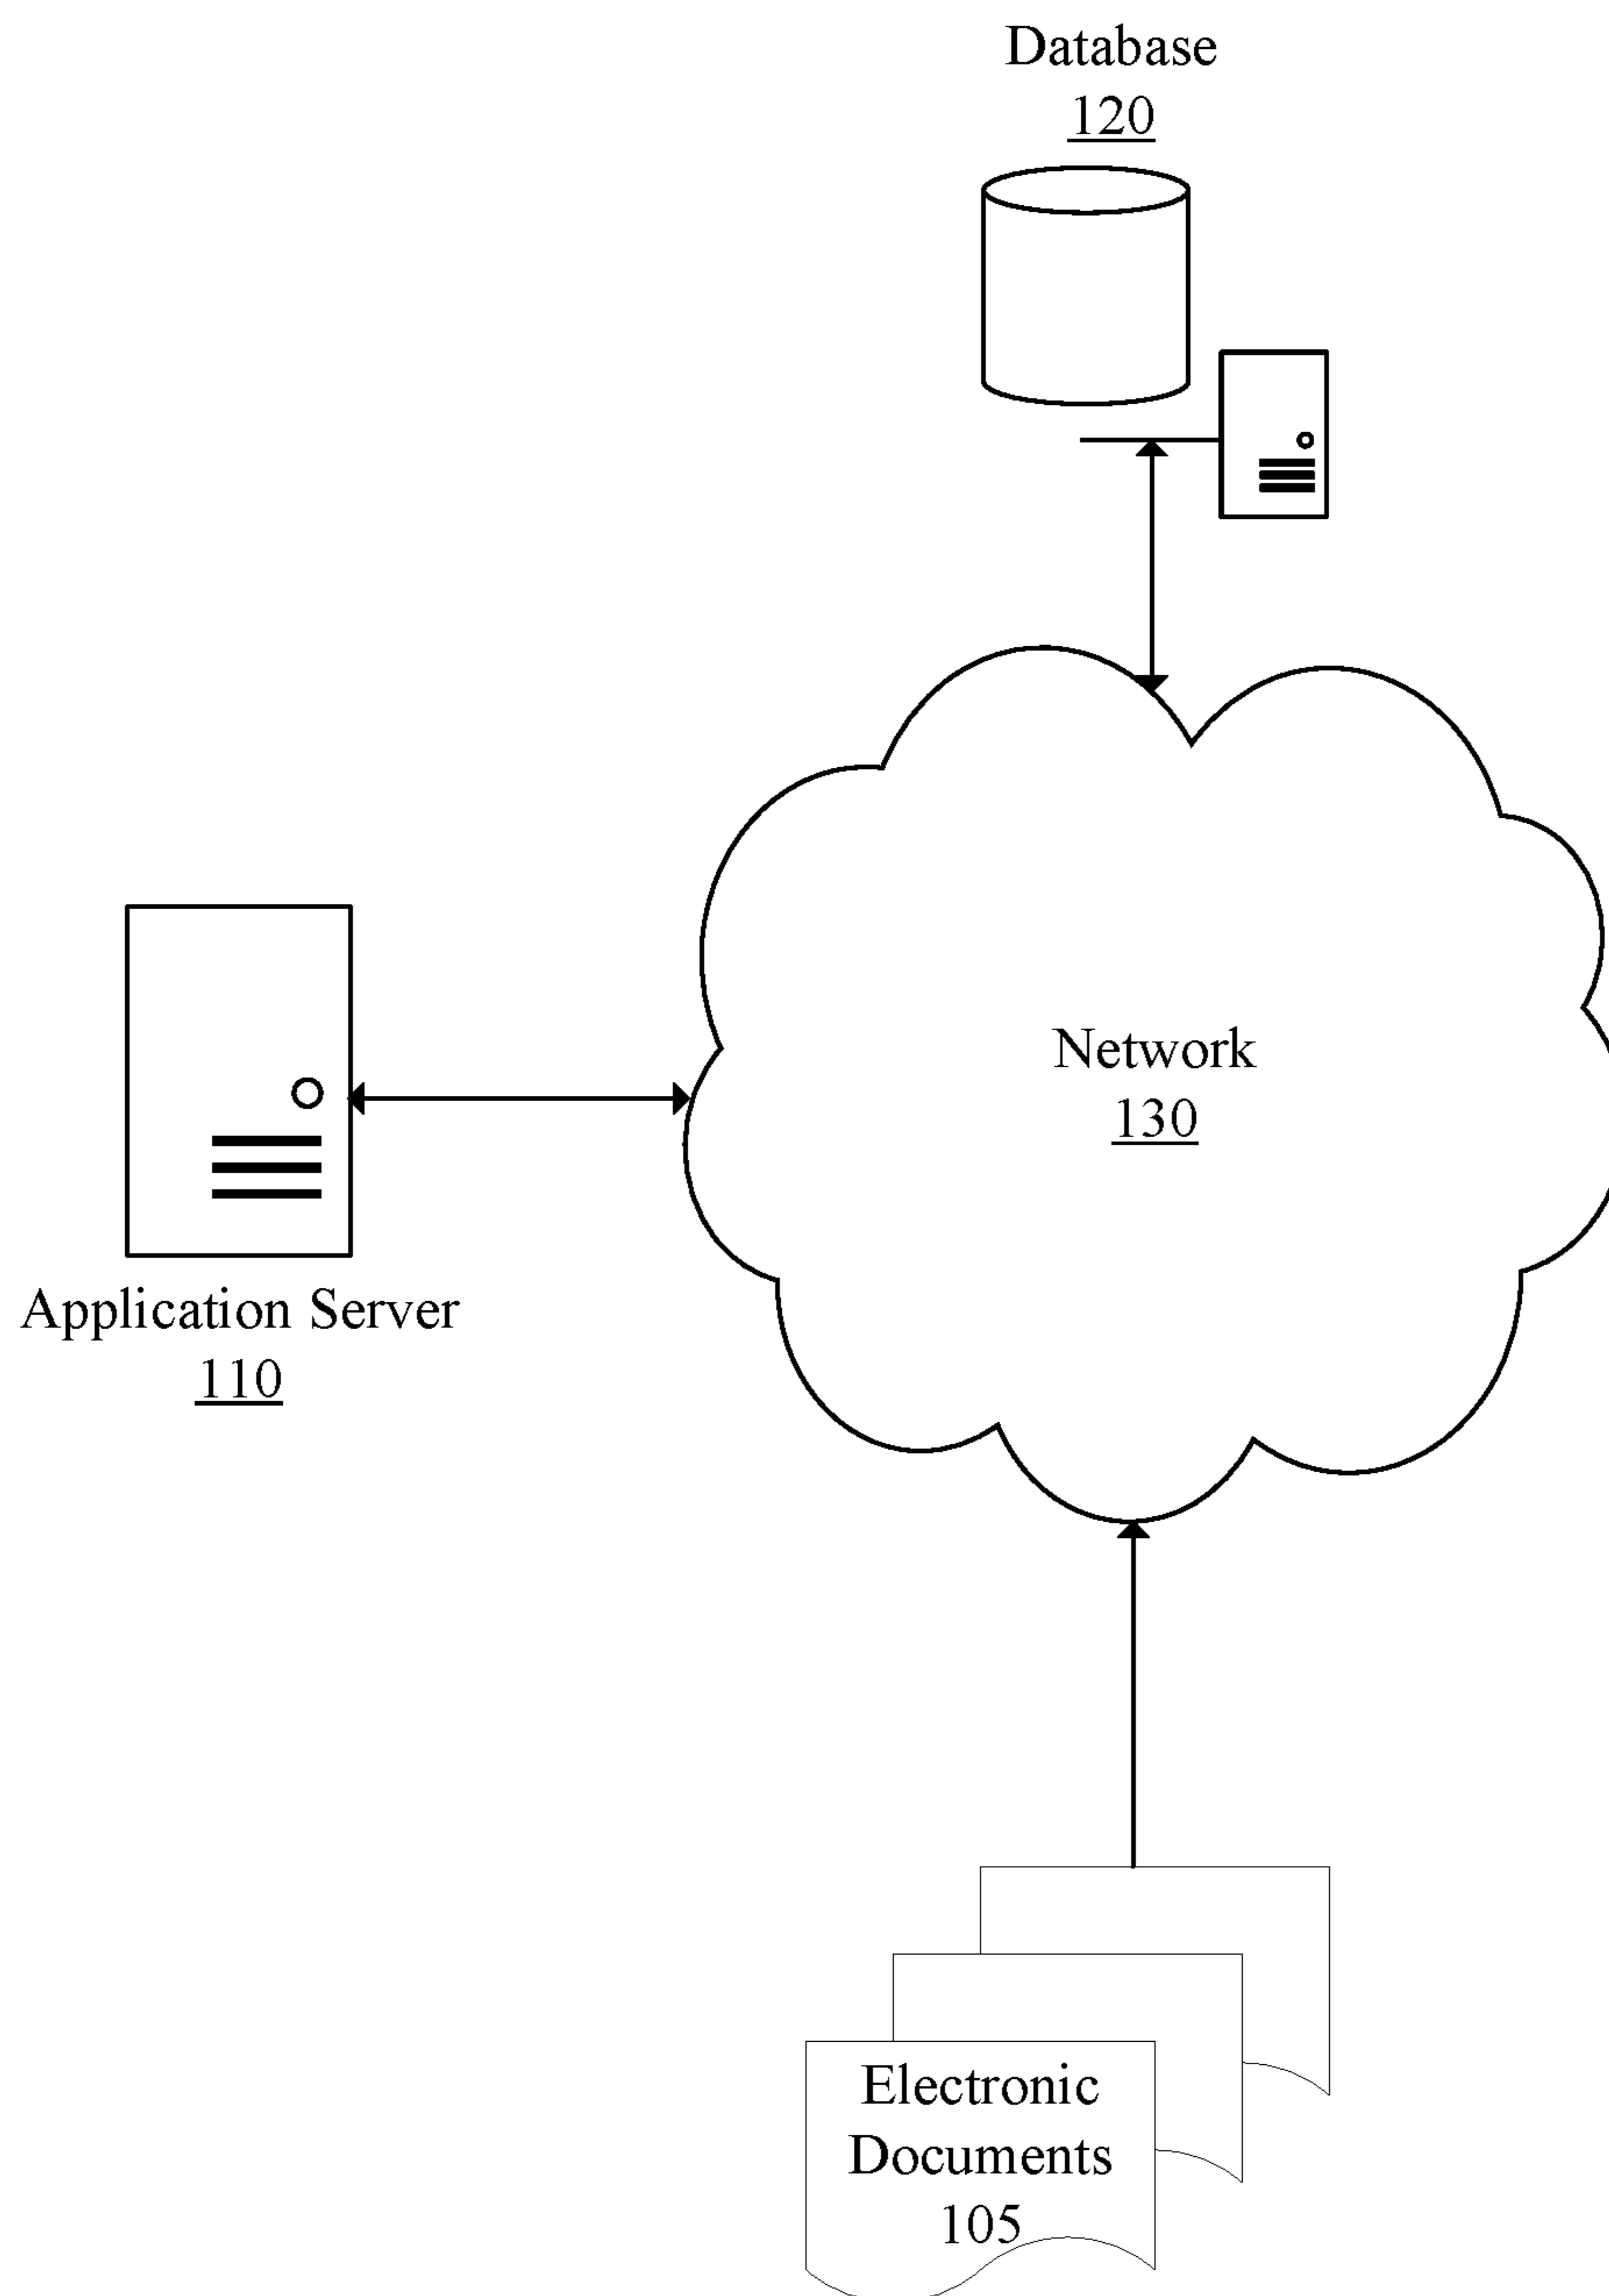 Database
120
Network
130
Application Server
110
Electronic
Documents
105